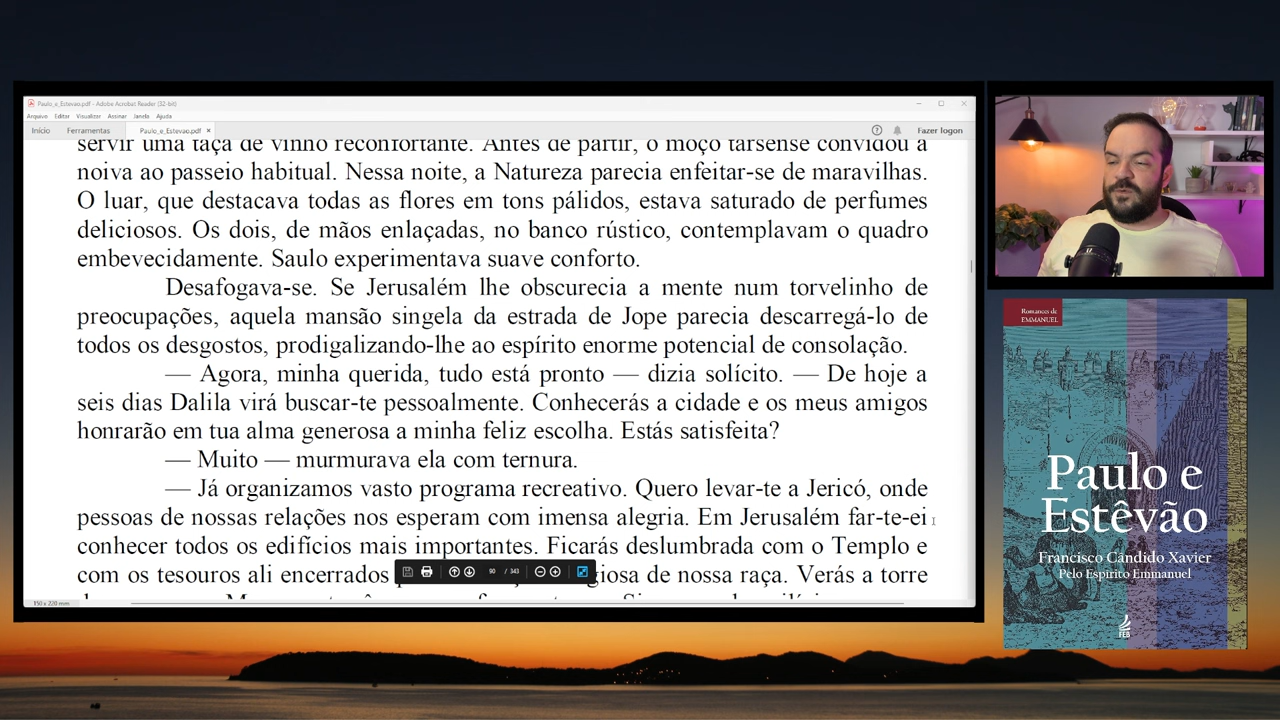 Paulo_e_Estevao.pdf - Adobe Acrobat Reader (32-bit)
Arquivo Editar Visualizar Assinar Janela Ajuda
Início Ferramentas Paulo_e_Estevao.pdf × Fazer logon
servir uma taça de vinho reconfortante. Antes de partir, o moço tarsense convidou a
noiva ao passeio habitual. Nessa noite, a Natureza parecia enfeitar-se de maravilhas.
O luar, que destacava todas as flores em tons pálidos, estava saturado de perfumes
deliciosos. Os dois, de mãos enlaçadas, no banco rústico, contemplavam o quadro
embevecidamente. Saulo experimentava suave conforto.
Desafogava-se. Se Jerusalém lhe obscurecia a mente num torvelinho de
preocupações, aquela mansão singela da estrada de Jope parecia descarregá-lo de
todos os desgostos, prodigalizando-lhe ao espírito enorme potencial de consolação.
— Agora, minha querida, tudo está pronto — dizia solícito. — De hoje a
seis dias Dalila virá buscar-te pessoalmente. Conhecerás a cidade e os meus amigos
honrarão em tua alma generosa a minha feliz escolha. Estás satisfeita?
— Muito — murmurava ela com ternura.
— Já organizamos vasto programa recreativo. Quero levar-te a Jericó, onde
pessoas de nossas relações nos esperam com imensa alegria. Em Jerusalém far-te-ei
conhecer todos os edifícios mais importantes. Ficarás deslumbrada com o Templo e
com os tesouros ali encerrados giosa de nossa raça. Verás a torre
90 / 343
150 x 220 mm
Romances de
EMMANUEL
Paulo e
Estêvão
Francisco Cândido Xavier
Pelo Espírito Emmanuel
FEB